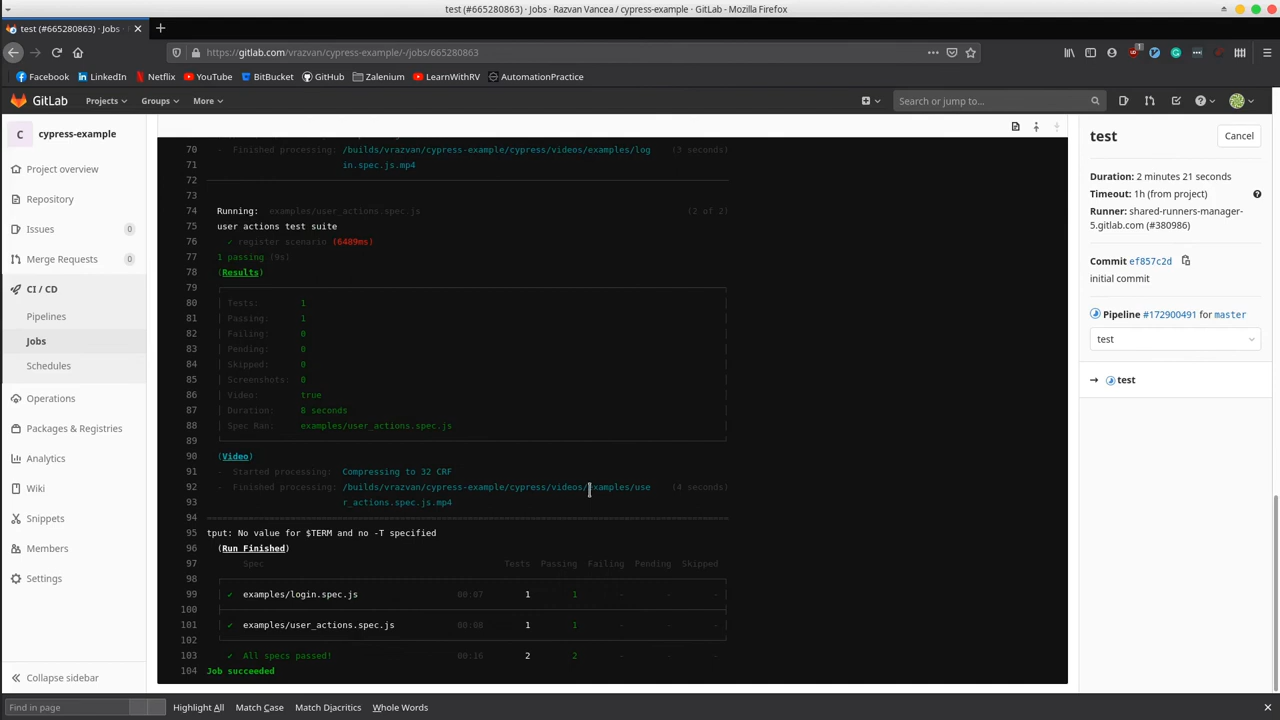 test (#665280863) · Jobs · Razvan Vancea / cypress-example · GitLab - Mozilla Firefox
test (#665280863) · Jobs ·
https://gitlab.com/vrazvan/cypress-example/-/jobs/665280863
1
Facebook LinkedIn Netflix YouTube BitBucket GitHub Zalenium LearnWithRV AutomationPractice
GitLab Projects Groups More Search or jump to...
C cypress-example
Project overview
Repository
Issues 0
Merge Requests 0
CI / CD
Pipelines
Jobs
Schedules
Operations
Packages & Registries
Analytics
Wiki
Snippets
Members
Settings
Collapse sidebar
70 - Finished processing: /builds/vrazvan/cypress-example/cypress/videos/examples/log (3 seconds)
71 in.spec.js.mp4
72
73
74 Running: examples/user_actions.spec.js (2 of 2)
75 user actions test suite
76 ✓ register scenario (6489ms)
77 1 passing (9s)
78 (Results)
79
80 Tests: 1
81 Passing: 1
82 Failing: 0
83 Pending: 0
84 Skipped: 0
85 Screenshots: 0
86 Video: true
87 Duration: 8 seconds
88 Spec Ran: examples/user_actions.spec.js
89
90 (Video)
91 - Started processing: Compressing to 32 CRF
92 - Finished processing: /builds/vrazvan/cypress-example/cypress/videos/examples/use (4 seconds)
93 r_actions.spec.js.mp4
94
95 tput: No value for $TERM and no -T specified
96 (Run Finished)
97 Spec Tests Passing Failing Pending Skipped
98
99 ✓ examples/login.spec.js 00:07 1 1 - - -
100
101 ✓ examples/user_actions.spec.js 00:08 1 1 - - -
102
103 ✓ All specs passed! 00:16 2 2 - - -
104 Job succeeded
test Cancel
Duration: 2 minutes 21 seconds
Timeout: 1h (from project)
Runner: shared-runners-manager-
5.gitlab.com (#380986)
Commit ef857c2d
initial commit
Pipeline #172900491 for master
test
→ test
Find in page Highlight All Match Case Match Diacritics Whole Words